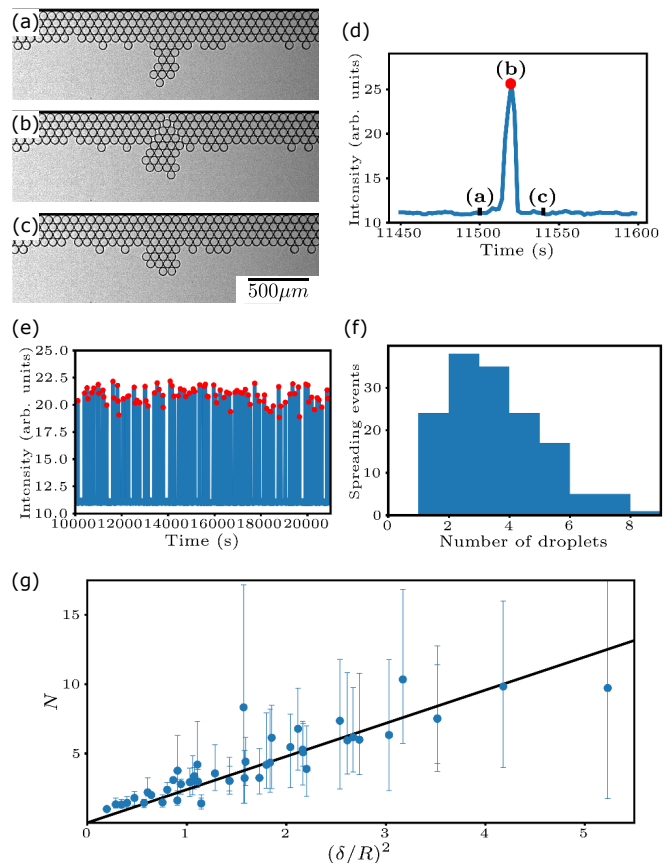 (a)
(b)
(c)
500μm
(d)
Intensity (arb. units)
25
20
15
10
(b)
(a)
(c)
11450 11500 11550 11600
Time (s)
(e)
Intensity (arb. units)
25.0
22.5
20.0
17.5
15.0
12.5
10.0
10000 12000 14000 16000 18000 20000
Time (s)
(f)
Spreading events
30
20
10
0
0 2 4 6 8
Number of droplets
(g)
N
15
10
5
0 1 2 3 4 5
(δ/R)²